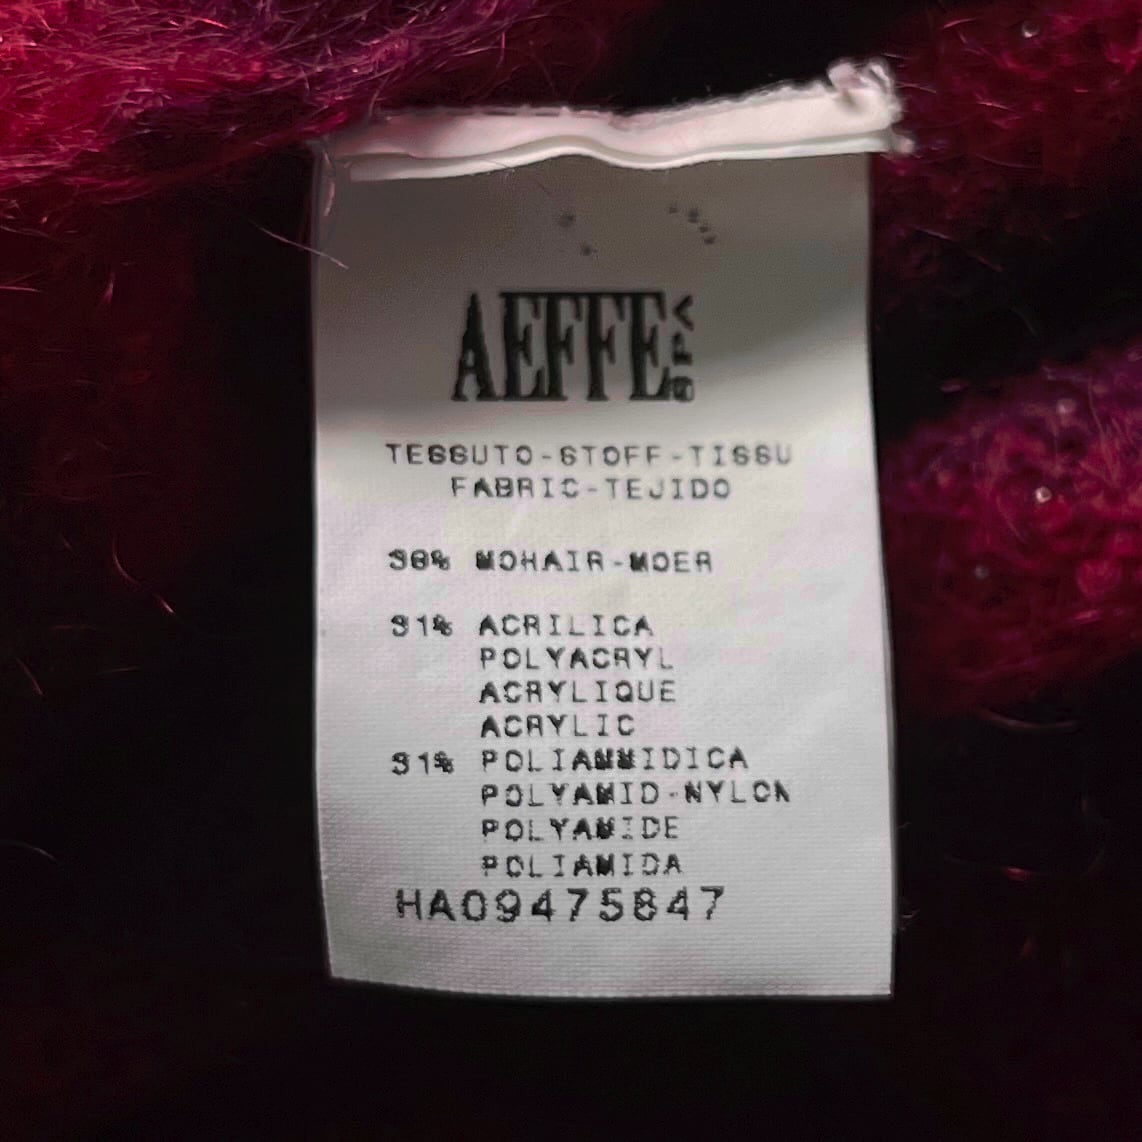 AEFFE SPA
TESSUTO-STOFF-TISSU
FABRIC-TEJIDO
38% MOHAIR-MOER
31% ACRILICA
POLYACRYL
ACRYLIQUE
ACRYLIC
31% POLIAMMIDICA
POLYAMID-NYLON
POLYAMIDE
POLIAMIDA
HA09475847